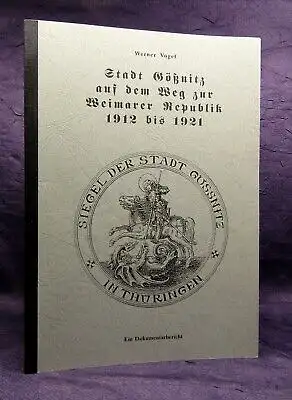 Werner Vogel
Stadt Gößnitz
auf dem Weg zur
Weimarer Republik
1912 bis 1921
SIEGEL DER STADT GÖSSNITZ
IN THÜRINGEN
Ein Dokumentarbericht